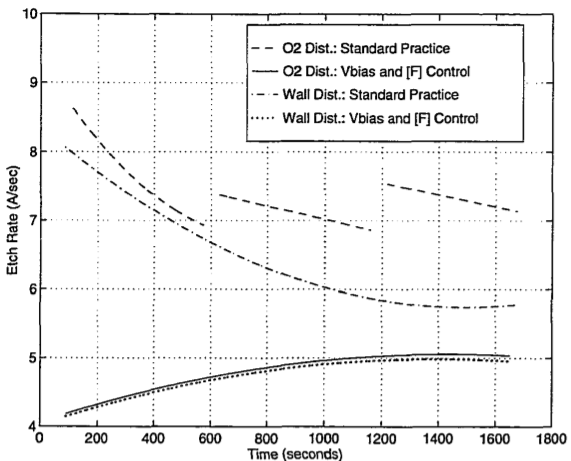 10
9
8
7
6
5
4
Etch Rate (A/sec)
O2 Dist.: Standard Practice
O2 Dist.: Vbias and [F] Control
Wall Dist.: Standard Practice
Wall Dist.: Vbias and [F] Control
0 200 400 600 800 1000 1200 1400 1600 1800
Time (seconds)